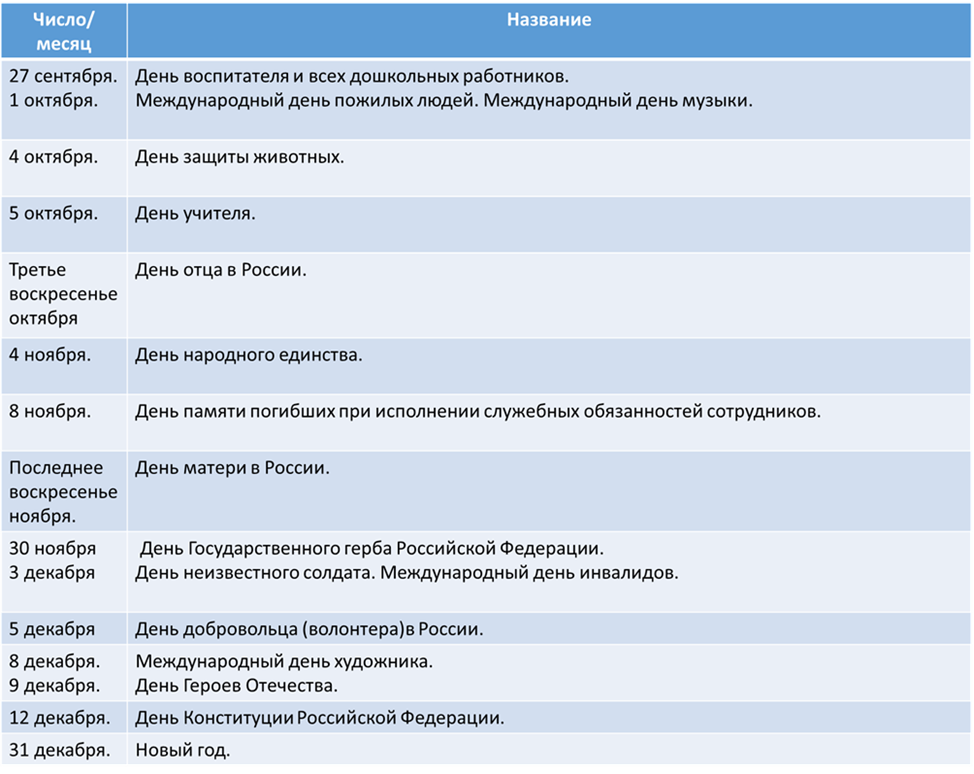 Число/ Название
месяц
27 сентября. День воспитателя и всех дошкольных работников.
1 октября. Международный день пожилых людей. Международный день музыки.
4 октября. День защиты животных.
5 октября. День учителя.
Третье День отца в России.
воскресенье
октября
4 ноября. День народного единства.
8 ноября. День памяти погибших при исполнении служебных обязанностей сотрудников.
Последнее День матери в России.
воскресенье
ноября.
30 ноября День Государственного герба Российской Федерации.
3 декабря День неизвестного солдата. Международный день инвалидов.
5 декабря День добровольца (волонтера)в России.
8 декабря. Международный день художника.
9 декабря. День Героев Отечества.
12 декабря. День Конституции Российской Федерации.
31 декабря. Новый год.